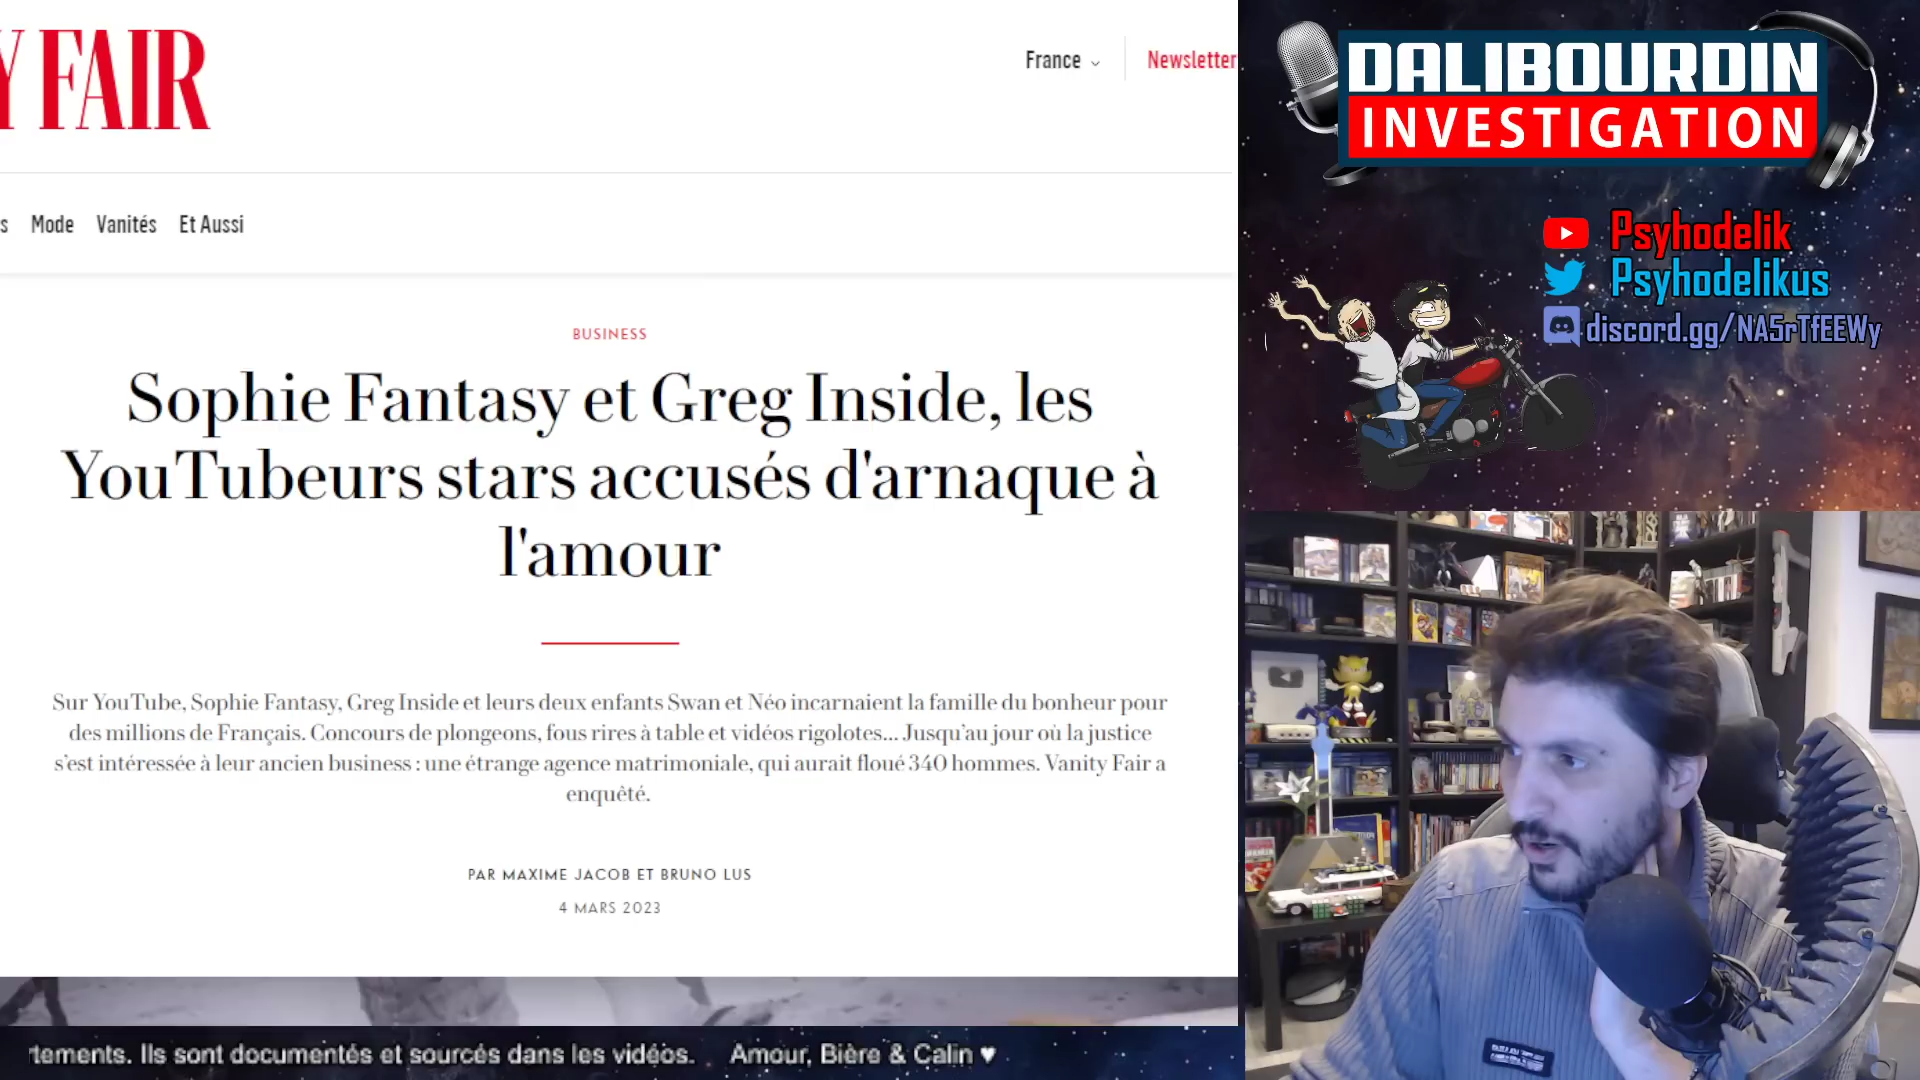 Y FAIR
France
Newsletter
s Mode Vanités Et Aussi
BUSINESS
Sophie Fantasy et Greg Inside, les
YouTubeurs stars accusés d'arnaque à
l'amour
Sur YouTube, Sophie Fantasy, Greg Inside et leurs deux enfants Swan et Néo incarnaient la famille du bonheur pour
des millions de Français. Concours de plongeons, fous rires à table et vidéos rigolotes... Jusqu'au jour où la justice
s'est intéressée à leur ancien business : une étrange agence matrimoniale, qui aurait floué 340 hommes. Vanity Fair a
enquêté.
PAR MAXIME JACOB ET BRUNO LUS
4 MARS 2023
tements. Ils sont documentés et sourcés dans les vidéos. Amour, Bière & Calin ♥
DALIBOURDIN
INVESTIGATION
Psyhodelik
Psyhodelikus
discord.gg/NA5rTfEEWy